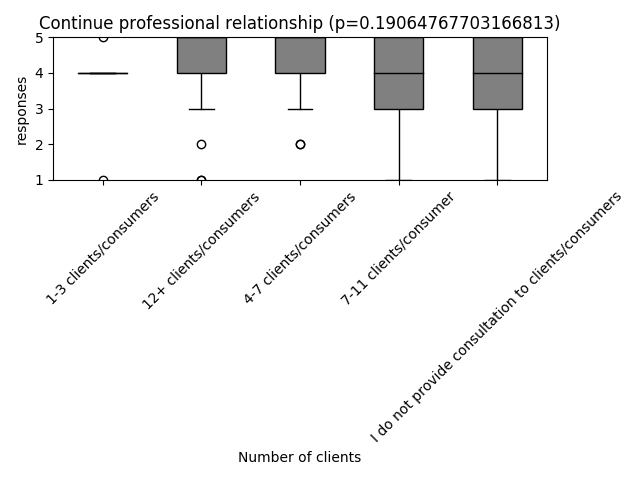 Continue professional relationship (p=0.19064767703166813)
responses
5
4
3
2
1
1-3 clients/consumers
12+ clients/consumers
4-7 clients/consumers
7-11 clients/consumer
I do not provide consultation to clients/consumers
Number of clients